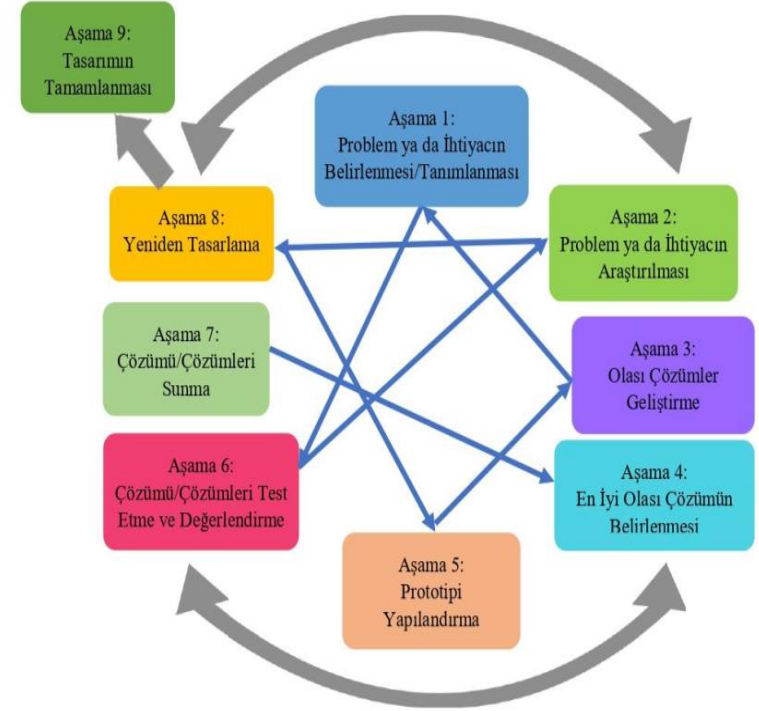 Aşama 9:
Tasarımın
Tamamlanması
Aşama 1:
Problem ya da İhtiyacın
Belirlenmesi/Tanımlanması
Aşama 8:
Yeniden Tasarlama
Aşama 2:
Problem ya da İhtiyacın
Araştırılması
Aşama 7:
Çözümü/Çözümleri
Sunma
Aşama 3:
Olası Çözümler
Geliştirme
Aşama 6:
Çözümü/Çözümleri Test
Etme ve Değerlendirme
Aşama 4:
En İyi Olası Çözümün
Belirlenmesi
Aşama 5:
Prototipi
Yapılandırma